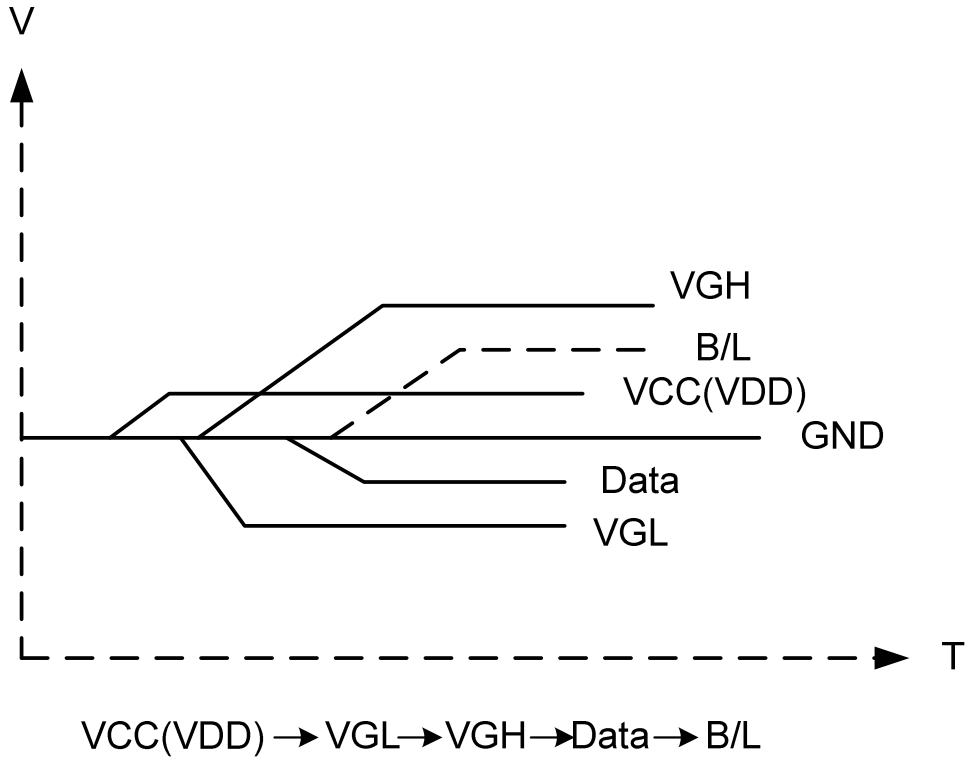 V
VGH
B/L
VCC(VDD)
GND
Data
VGL
T
VCC(VDD) → VGL → VGH → Data → B/L